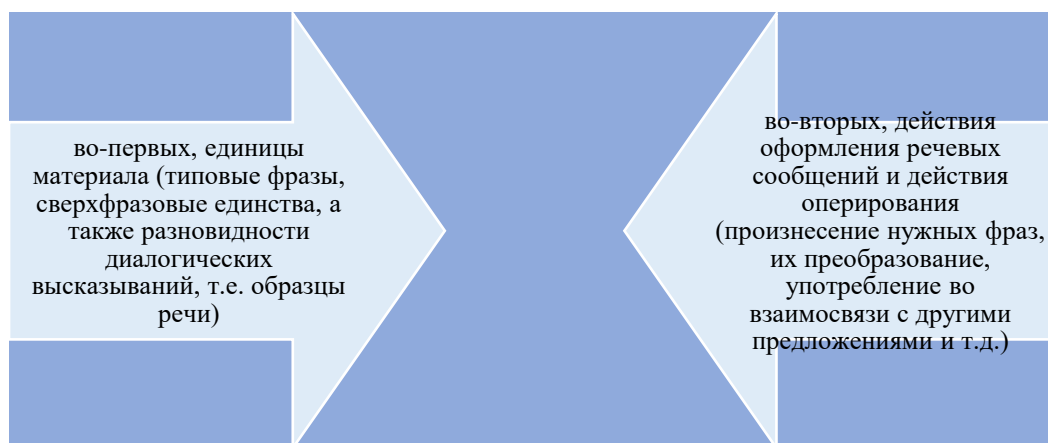 во-первых, единицы
материала (типовые фразы,
сверхфразовые единства, а
также разновидности
диалогических
высказываний, т.е. образцы
речи)
во-вторых, действия
оформления речевых
сообщений и действия
оперирования
(произнесение нужных фраз,
их преобразование,
употребление во
взаимосвязи с другими
предложениями и т.д.)